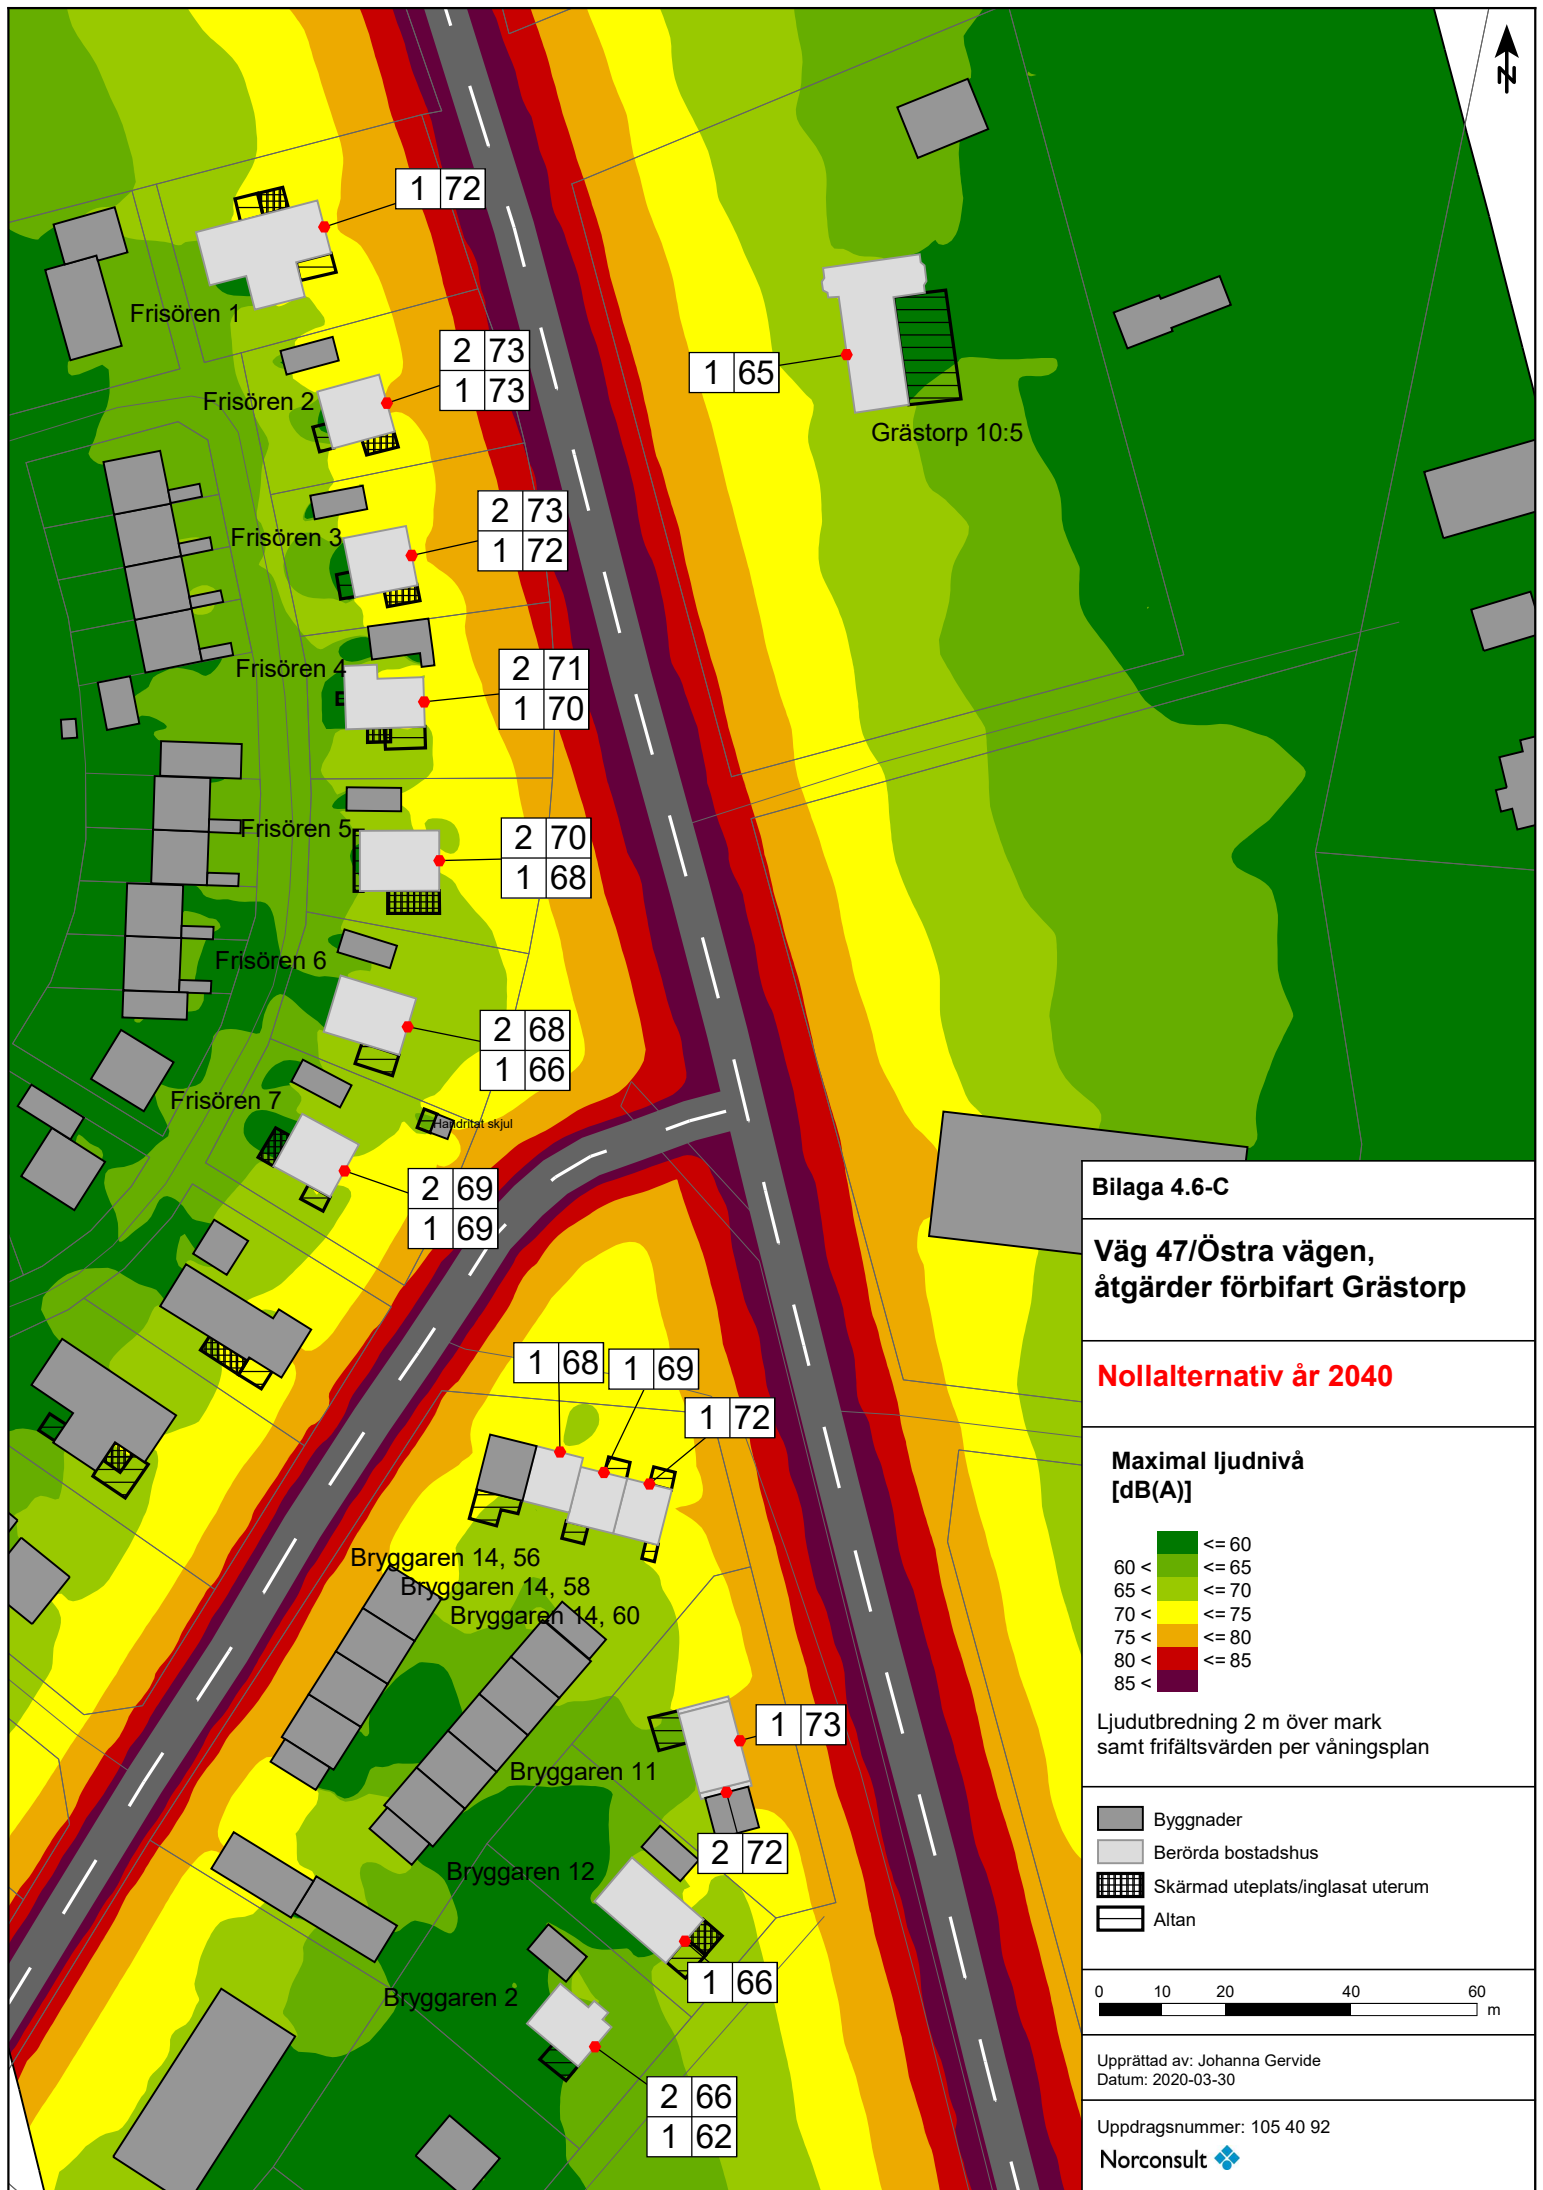 N
1 72
Frisören 1
2 73
1 73
Frisören 2
1 65
Grästorp 10:5
2 73
1 72
Frisören 3
2 71
1 70
Frisören 4
2 70
1 68
Frisören 5
Frisören 6
2 68
1 66
Frisören 7
Handritat skjul
2 69
1 69
1 68
1 69
1 72
Bryggaren 14, 56
Bryggaren 14, 58
Bryggaren 14, 60
1 73
Bryggaren 11
2 72
Bryggaren 12
1 66
Bryggaren 2
2 66
1 62
Bilaga 4.6-C
Väg 47/Östra vägen,
åtgärder förbifart Grästorp
Nollalternativ år 2040
Maximal ljudnivå
[dB(A)]
<= 60
60 < <= 65
65 < <= 70
70 < <= 75
75 < <= 80
80 < <= 85
85 <
Ljudutbredning 2 m över mark
samt frifältsvärden per våningsplan
Byggnader
Berörda bostadshus
Skärmad uteplats/inglasat uterum
Altan
0 10 20 40 60
m
Upprättad av: Johanna Gervide
Datum: 2020-03-30
Uppdragsnummer: 105 40 92
Norconsult